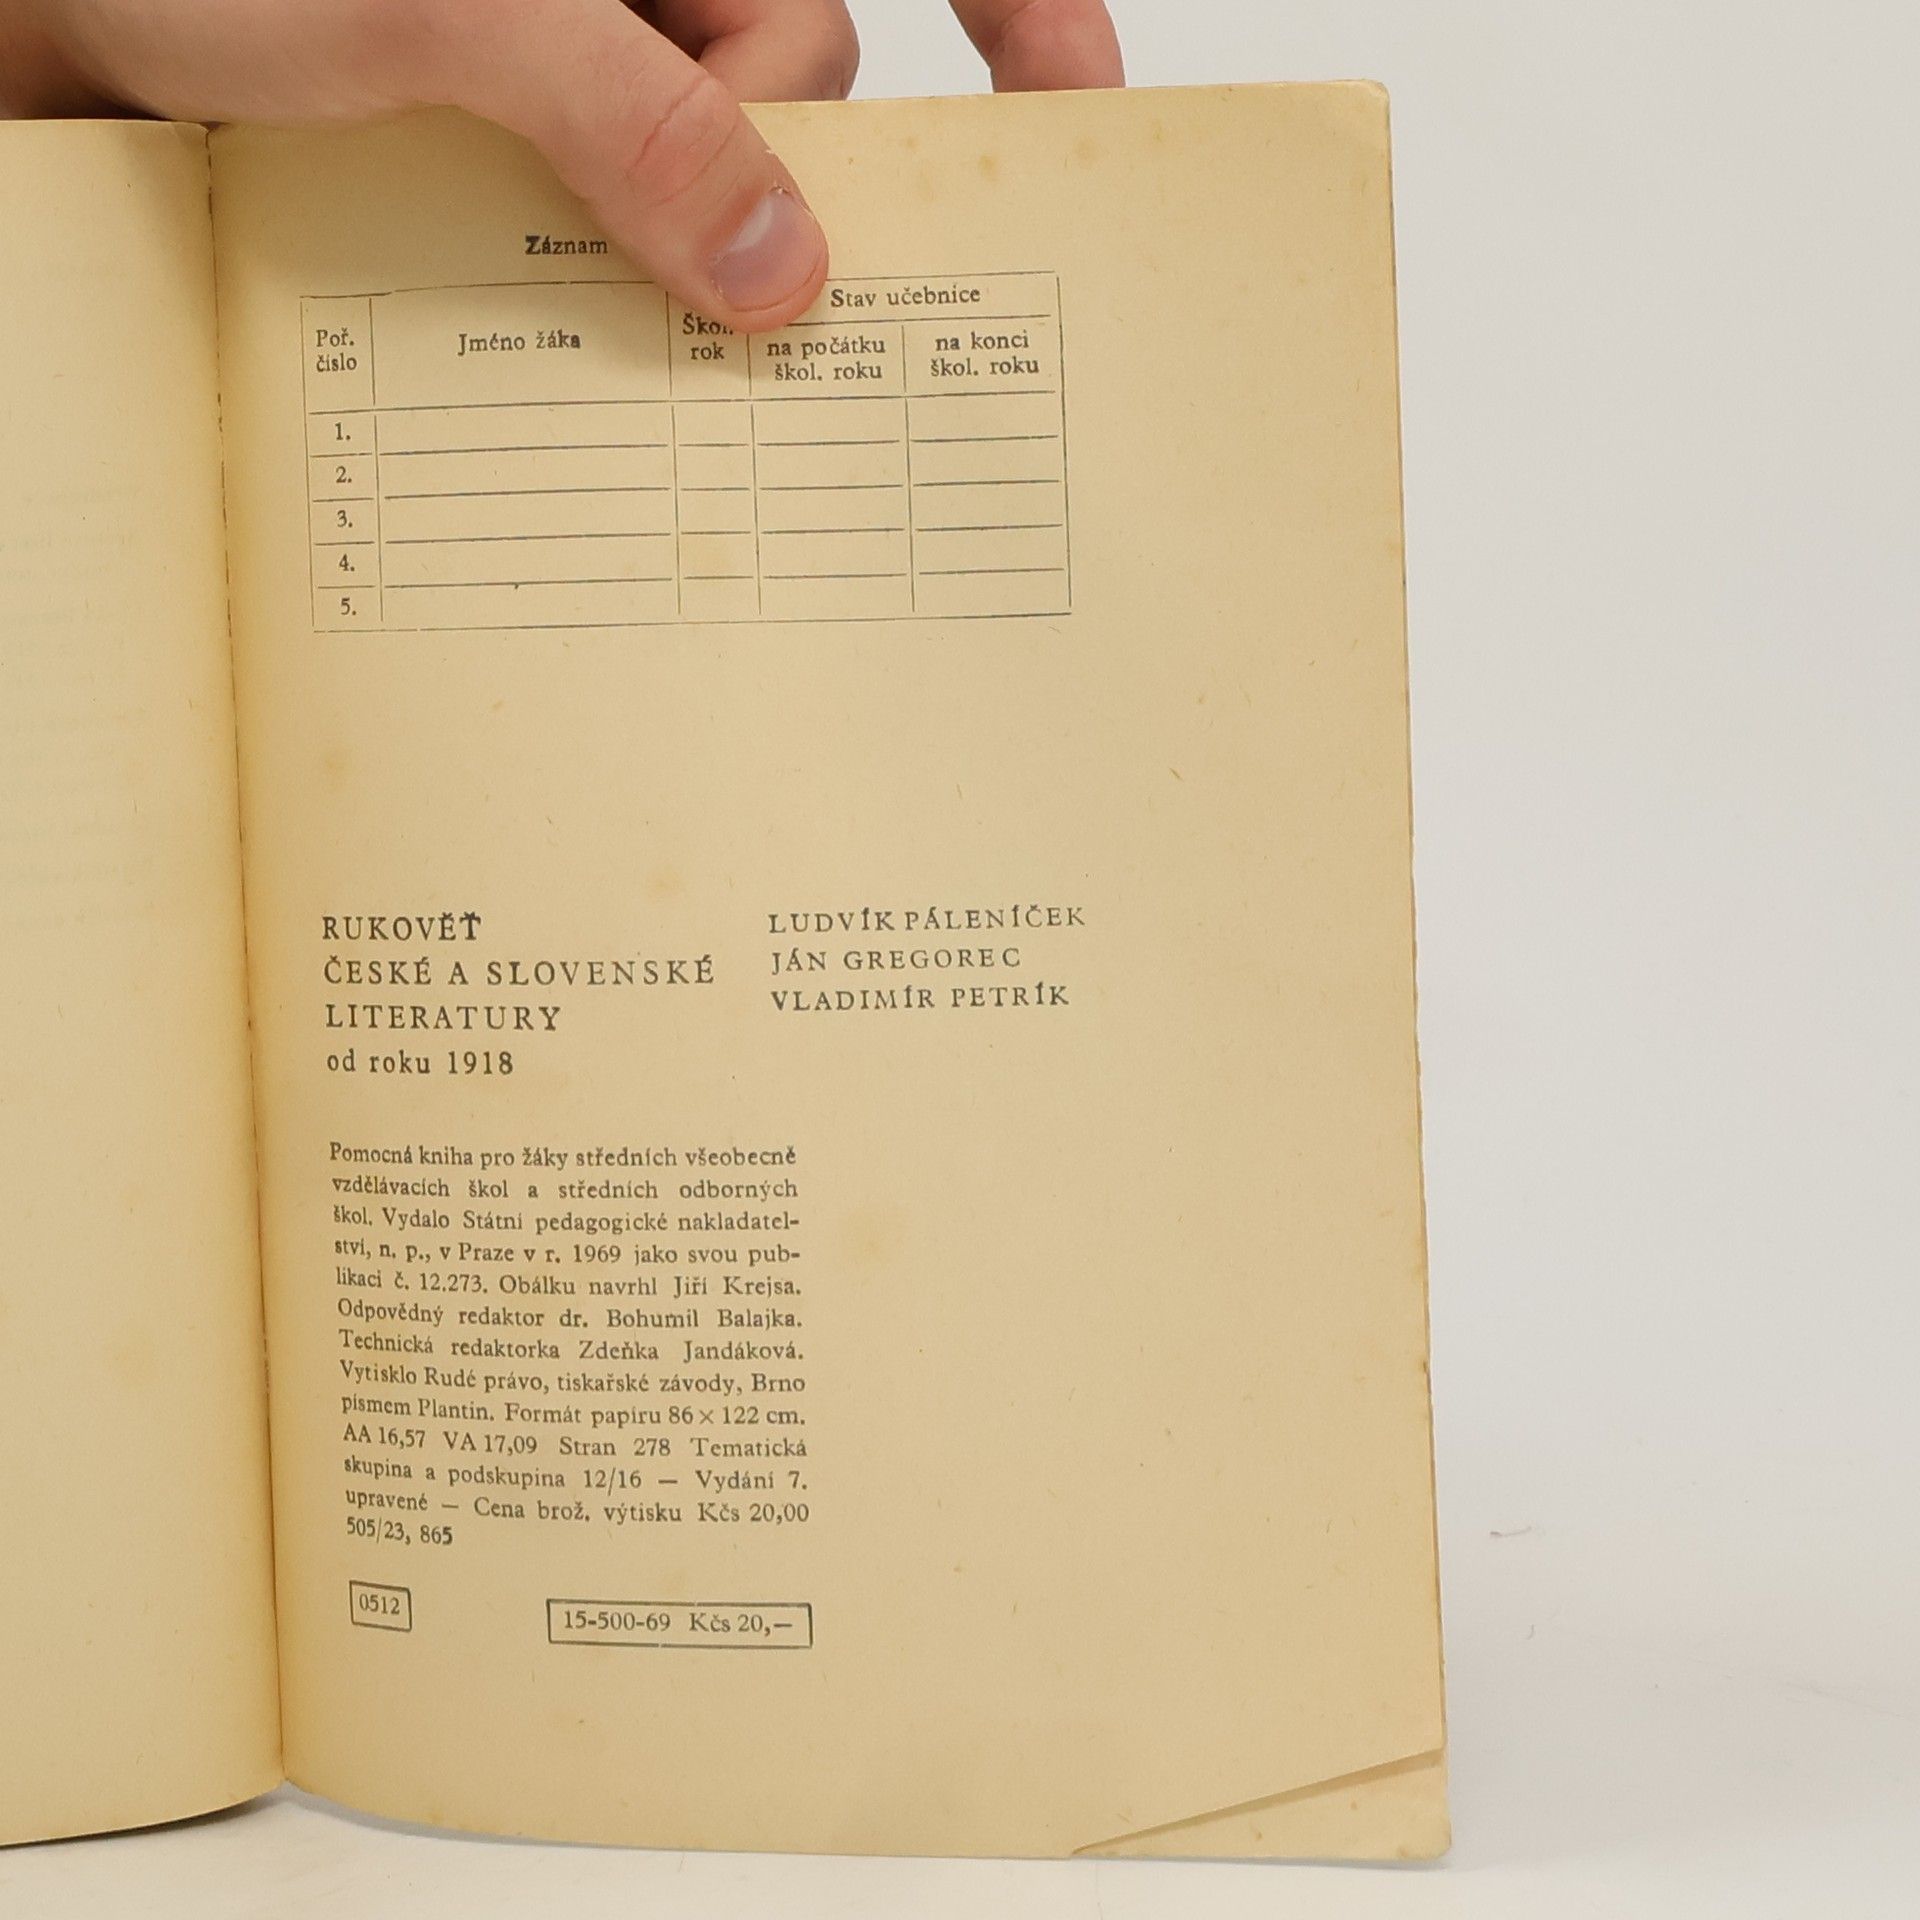 Záznam
Stav učebnice
Poř. číslo
Jméno žáka
Škol. rok
na počátku škol. roku
na konci škol. roku
1.
2.
3.
4.
5.
RUKOVĚŤ
ČESKÉ A SLOVENSKÉ
LITERATURY
od roku 1918
LUDVÍK PÁLENÍČEK
JÁN GREGOREC
VLADIMÍR PETRÍK
Pomocná kniha pro žáky středních všeobecně
vzdělávacích škol a středních odborných
škol. Vydalo Státní pedagogické nakladatel-
ství, n. p., v Praze v r. 1969 jako svou pub-
likaci č. 12.273. Obálku navrhl Jiří Krejsa.
Odpovědný redaktor dr. Bohumil Balajka.
Technická redaktorka Zdeňka Jandáková.
Vytisklo Rudé právo, tiskařské závody, Brno
písmem Plantin. Formát papíru 86 × 122 cm.
AA 16,57 VA 17,09 Stran 278 Tematická
skupina a podskupina 12/16 — Vydání 7.
upravené — Cena brož. výtisku Kčs 20,00
505/23, 865
0512
15-500-69 Kčs 20,—